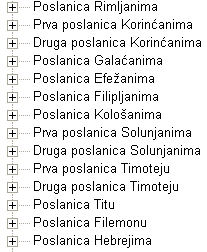 Poslanica Rimljanima
Prva poslanica Korinćanima
Druga poslanica Korinćanima
Poslanica Galaćanima
Poslanica Efežanima
Poslanica Filipljanima
Poslanica Kološanima
Prva poslanica Solunjanima
Druga poslanica Solunjanima
Prva poslanica Timoteju
Druga poslanica Timoteju
Poslanica Titu
Poslanica Filemonu
Poslanica Hebrejima